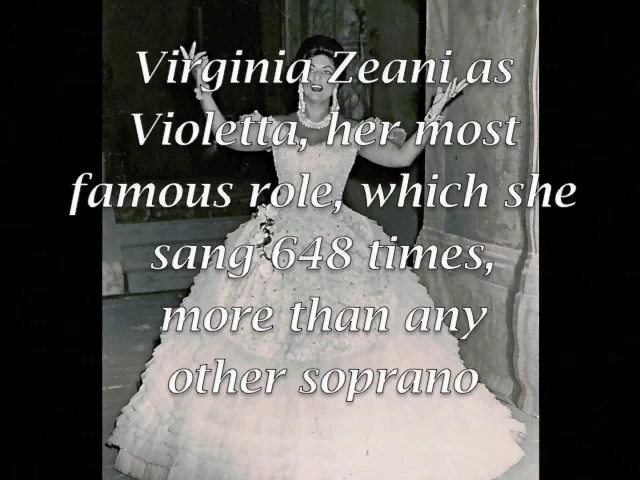 Virginia Zeani as
Violetta, her most
famous role, which she
sang 648 times,
more than any
other soprano